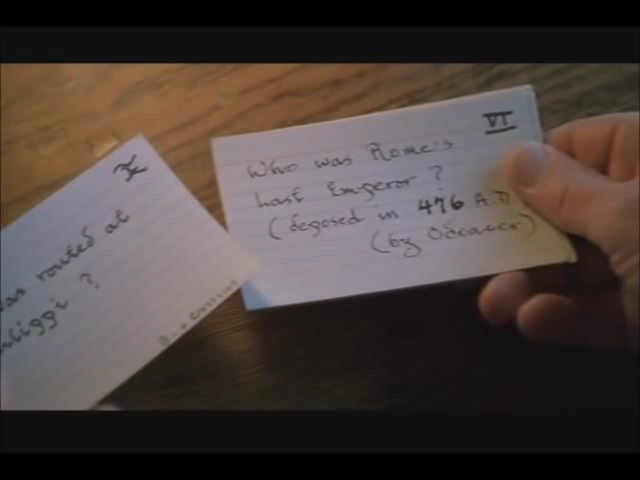 VI
Who was Rome's
Last Emperor?
(deposed in 476 A.D
(by Odoacer)
was routed at
?